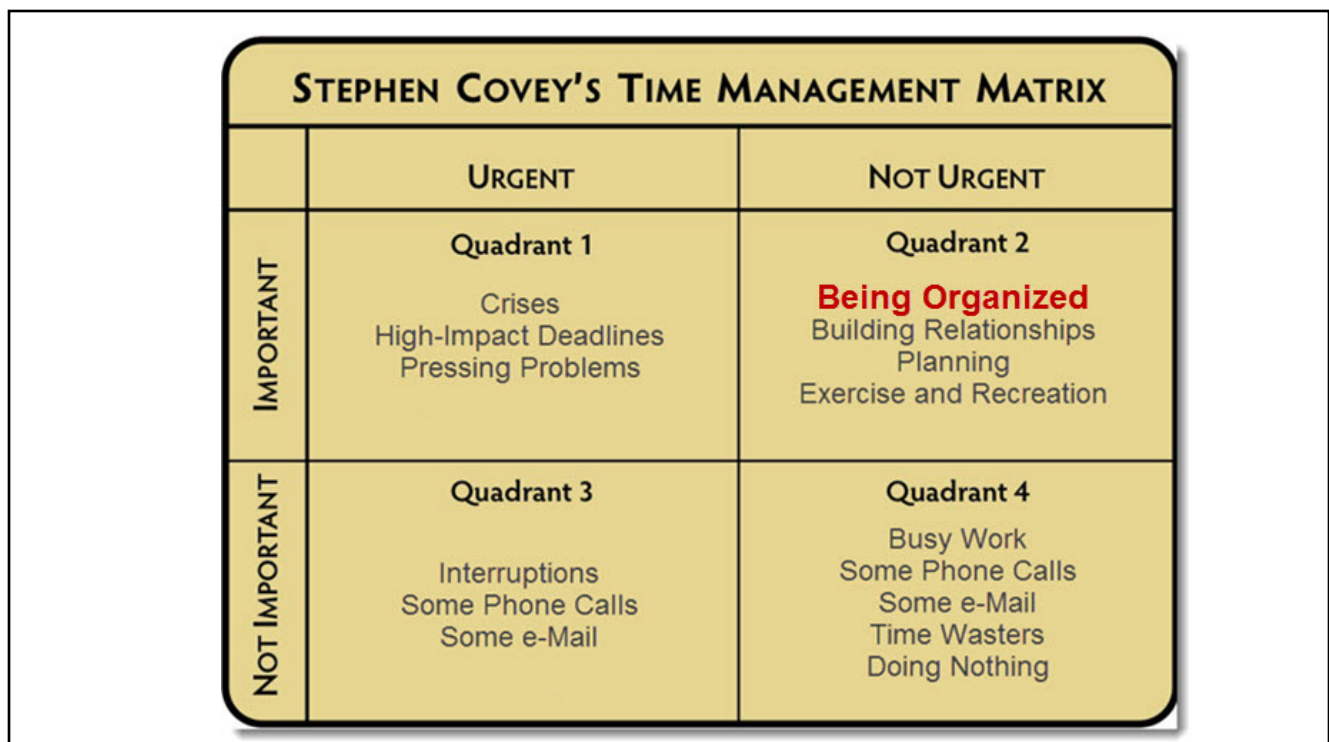 STEPHEN COVEY'S TIME MANAGEMENT MATRIX
URGENT
NOT URGENT
IMPORTANT
Quadrant 1
Crises
High-Impact Deadlines
Pressing Problems
Quadrant 2
Being Organized
Building Relationships
Planning
Exercise and Recreation
NOT IMPORTANT
Quadrant 3
Interruptions
Some Phone Calls
Some e-Mail
Quadrant 4
Busy Work
Some Phone Calls
Some e-Mail
Time Wasters
Doing Nothing